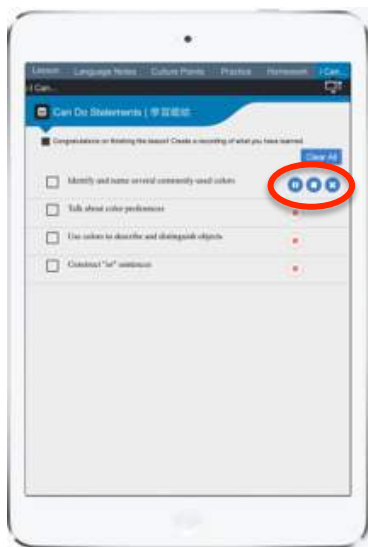 Lesson Language Notes Culture Points Practice Homework I Can...
I Can...
Can Do Statements | 學習總結
Congratulations on finishing the lesson! Create a recording of what you have learned.
Clear All
Identify and name several commonly used colors
Talk about color preferences
Use colors to describe and distinguish objects
Construct "or" sentences